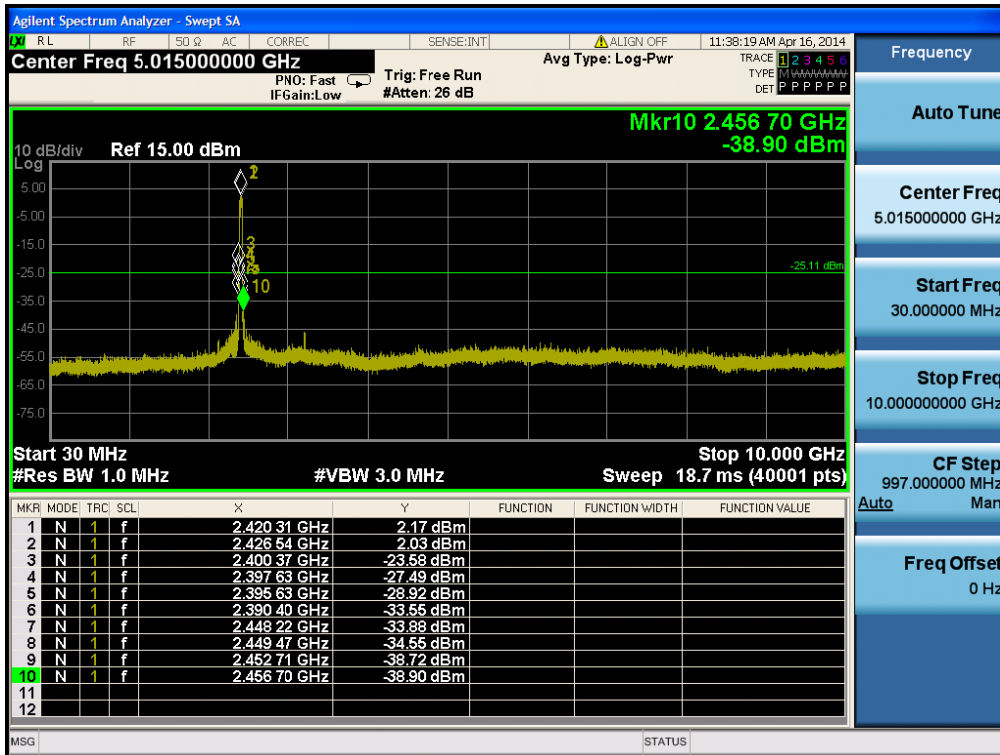 Agilent Spectrum Analyzer - Swept SA
LXI RL RF 50 Ω AC CORREC SENSE:INT ALIGN OFF 11:38:19 AM Apr 16, 2014
Center Freq 5.015000000 GHz
Avg Type: Log-Pwr
TRACE 1 2 3 4 5 6
PNO: Fast
Trig: Free Run
TYPE M
IFGain:Low
#Atten: 26 dB
DET P P P P P P
Mkr10 2.456 70 GHz
-38.90 dBm
10 dB/div Ref 15.00 dBm
Log
5.00
-5.00
-15.0
-25.0
-35.0
-45.0
-55.0
-65.0
-75.0
3
10
-25.11 dBm
Start 30 MHz Stop 10.000 GHz
#Res BW 1.0 MHz #VBW 3.0 MHz Sweep 18.7 ms (40001 pts)
MKR MODE TRC SCL X Y FUNCTION FUNCTION WIDTH FUNCTION VALUE
1 N 1 f 2.420 31 GHz 2.17 dBm
2 N 1 f 2.426 54 GHz 2.03 dBm
3 N 1 f 2.400 37 GHz -23.58 dBm
4 N 1 f 2.397 63 GHz -27.49 dBm
5 N 1 f 2.395 63 GHz -28.92 dBm
6 N 1 f 2.390 40 GHz -33.55 dBm
7 N 1 f 2.448 22 GHz -33.88 dBm
8 N 1 f 2.449 47 GHz -34.55 dBm
9 N 1 f 2.452 71 GHz -38.72 dBm
10 N 1 f 2.456 70 GHz -38.90 dBm
11
12
MSG STATUS
Frequency
Auto Tune
Center Freq
5.015000000 GHz
Start Freq
30.000000 MHz
Stop Freq
10.000000000 GHz
CF Step
997.000000 MHz
Auto Man
Freq Offset
0 Hz